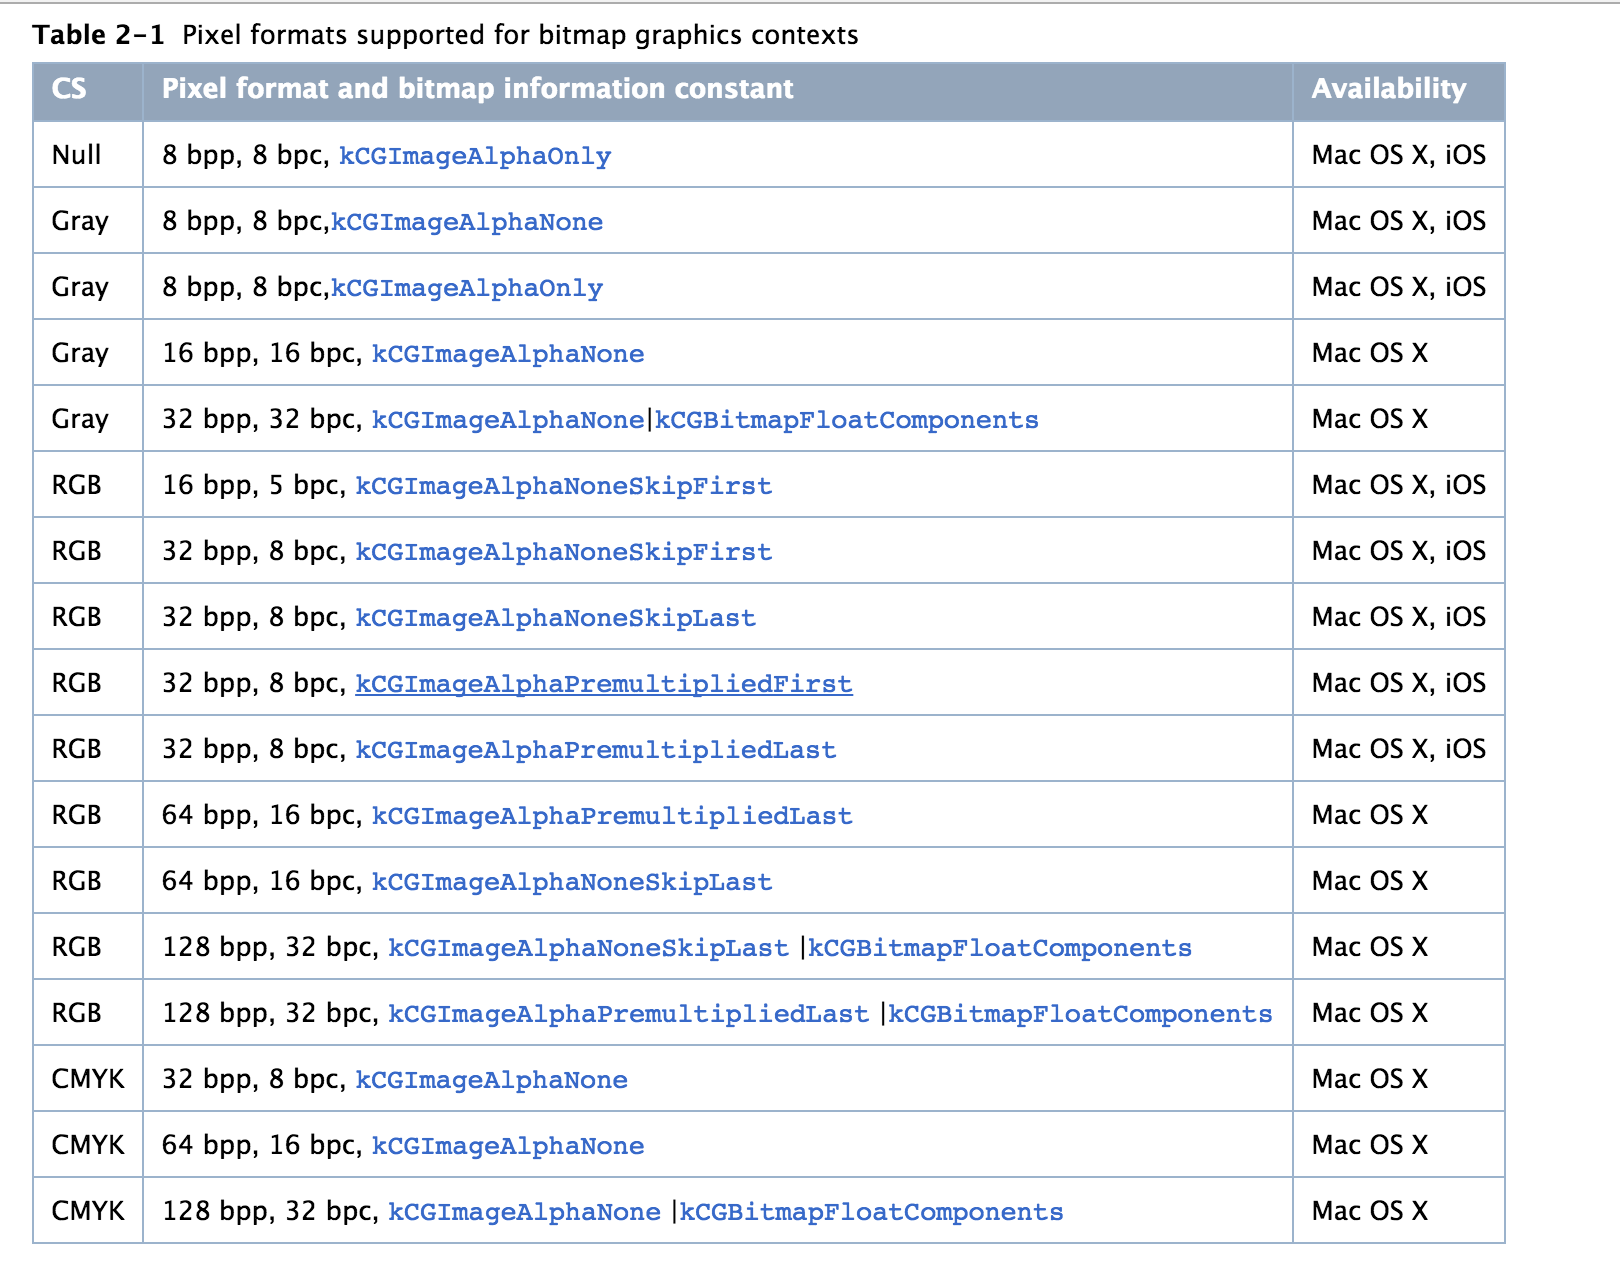 Table 2-1 Pixel formats supported for bitmap graphics contexts
CS Pixel format and bitmap information constant Availability
Null 8 bpp, 8 bpc, kCGImageAlphaOnly Mac OS X, iOS
Gray 8 bpp, 8 bpc,kCGImageAlphaNone Mac OS X, iOS
Gray 8 bpp, 8 bpc,kCGImageAlphaOnly Mac OS X, iOS
Gray 16 bpp, 16 bpc, kCGImageAlphaNone Mac OS X
Gray 32 bpp, 32 bpc, kCGImageAlphaNone|kCGBitmapFloatComponents Mac OS X
RGB 16 bpp, 5 bpc, kCGImageAlphaNoneSkipFirst Mac OS X, iOS
RGB 32 bpp, 8 bpc, kCGImageAlphaNoneSkipFirst Mac OS X, iOS
RGB 32 bpp, 8 bpc, kCGImageAlphaNoneSkipLast Mac OS X, iOS
RGB 32 bpp, 8 bpc, kCGImageAlphaPremultipliedFirst Mac OS X, iOS
RGB 32 bpp, 8 bpc, kCGImageAlphaPremultipliedLast Mac OS X, iOS
RGB 64 bpp, 16 bpc, kCGImageAlphaPremultipliedLast Mac OS X
RGB 64 bpp, 16 bpc, kCGImageAlphaNoneSkipLast Mac OS X
RGB 128 bpp, 32 bpc, kCGImageAlphaNoneSkipLast |kCGBitmapFloatComponents Mac OS X
RGB 128 bpp, 32 bpc, kCGImageAlphaPremultipliedLast |kCGBitmapFloatComponents Mac OS X
CMYK 32 bpp, 8 bpc, kCGImageAlphaNone Mac OS X
CMYK 64 bpp, 16 bpc, kCGImageAlphaNone Mac OS X
CMYK 128 bpp, 32 bpc, kCGImageAlphaNone |kCGBitmapFloatComponents Mac OS X